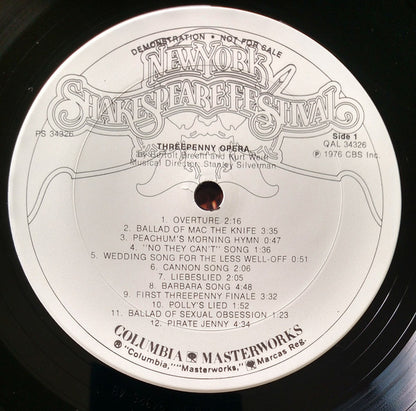 DEMONSTRATION • NOT FOR SALE
NEW YORK
SHAKESPEARE FESTIVAL
PS 34326
Side 1
QAL 34326
℗ 1976 CBS Inc.
THREEPENNY OPERA
by Bertolt Brecht and Kurt Weill
Musical Director: Stanley Silverman
1. OVERTURE 2:16
2. BALLAD OF MAC THE KNIFE 3:35
3. PEACHUM'S MORNING HYMN 0:47
4. "NO THEY CAN'T" SONG 1:36
5. WEDDING SONG FOR THE LESS WELL-OFF 0:51
6. CANNON SONG 2:06
7. LIEBESLIED 2:05
8. BARBARA SONG 4:48
9. FIRST THREEPENNY FINALE 3:32
10. POLLY'S LIED 1:52
11. BALLAD OF SEXUAL OBSESSION 1:23
12. PIRATE JENNY 4:34
COLUMBIA MASTERWORKS
® "Columbia," "Masterworks," Marcas Reg.